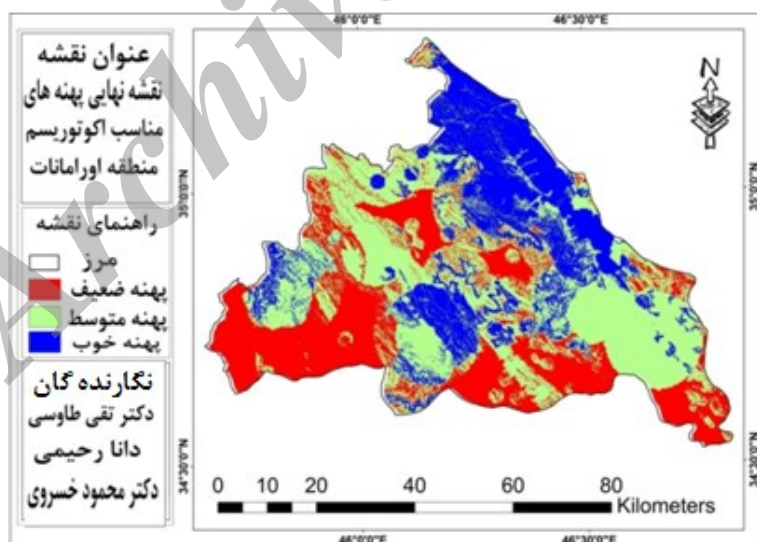 عنوان نقشه
نقشه نهایی پهنه های
مناسب اکوتوریسم
منطقه اورامانات
راهنمای نقشه
مرز
پهنه ضعیف
پهنه متوسط
پهنه خوب
نگارنده گان
دکتر تقی طاوسی
دانا رحیمی
دکتر محمود خسروی
46°0'0"E 46°30'0"E
N
35°0'0"N 35°0'0"N
34°30'0"N 34°30'0"N
0 10 20 40 60 80
Kilometers
46°0'0"E 46°30'0"E
Archive